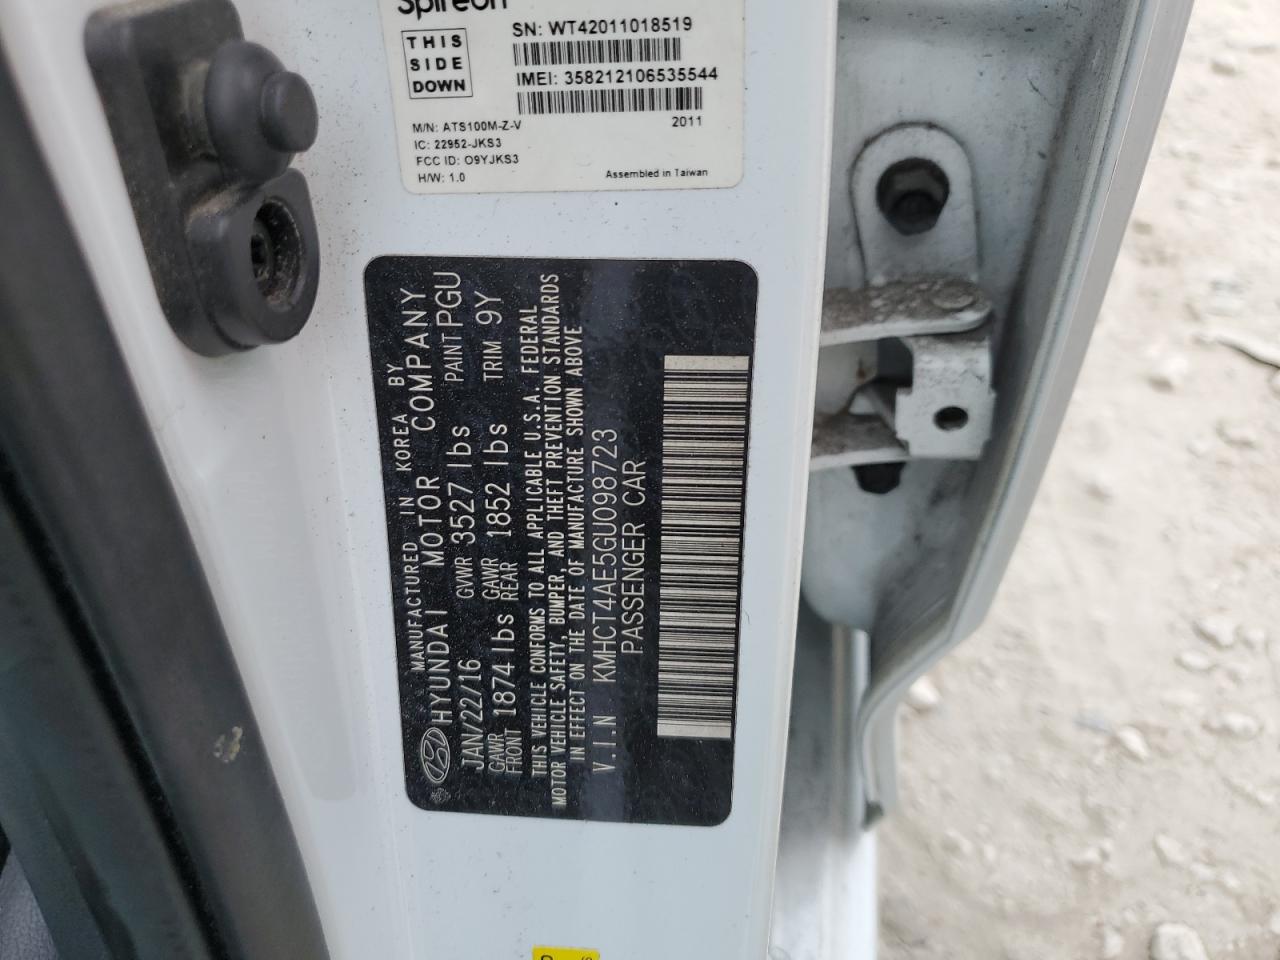 Spireon
THIS
SIDE
DOWN
SN: WT42011018519
IMEI: 358212106535544
M/N: ATS100M-Z-V
2011
IC: 22952-JKS3
FCC ID: O9YJKS3
H/W: 1.0
Assembled in Taiwan
MANUFACTURED IN KOREA BY
HYUNDAI MOTOR COMPANY
JAN/22/16 GVWR 3527 lbs PAINT PGU
GAWR FRONT 1874 lbs GAWR REAR 1852 lbs TRIM 9Y
THIS VEHICLE CONFORMS TO ALL APPLICABLE U.S.A. FEDERAL
MOTOR VEHICLE SAFETY, BUMPER, AND THEFT PREVENTION STANDARDS
IN EFFECT ON THE DATE OF MANUFACTURE SHOWN ABOVE
V.I.N KMHCT4AE5GU098723
PASSENGER CAR